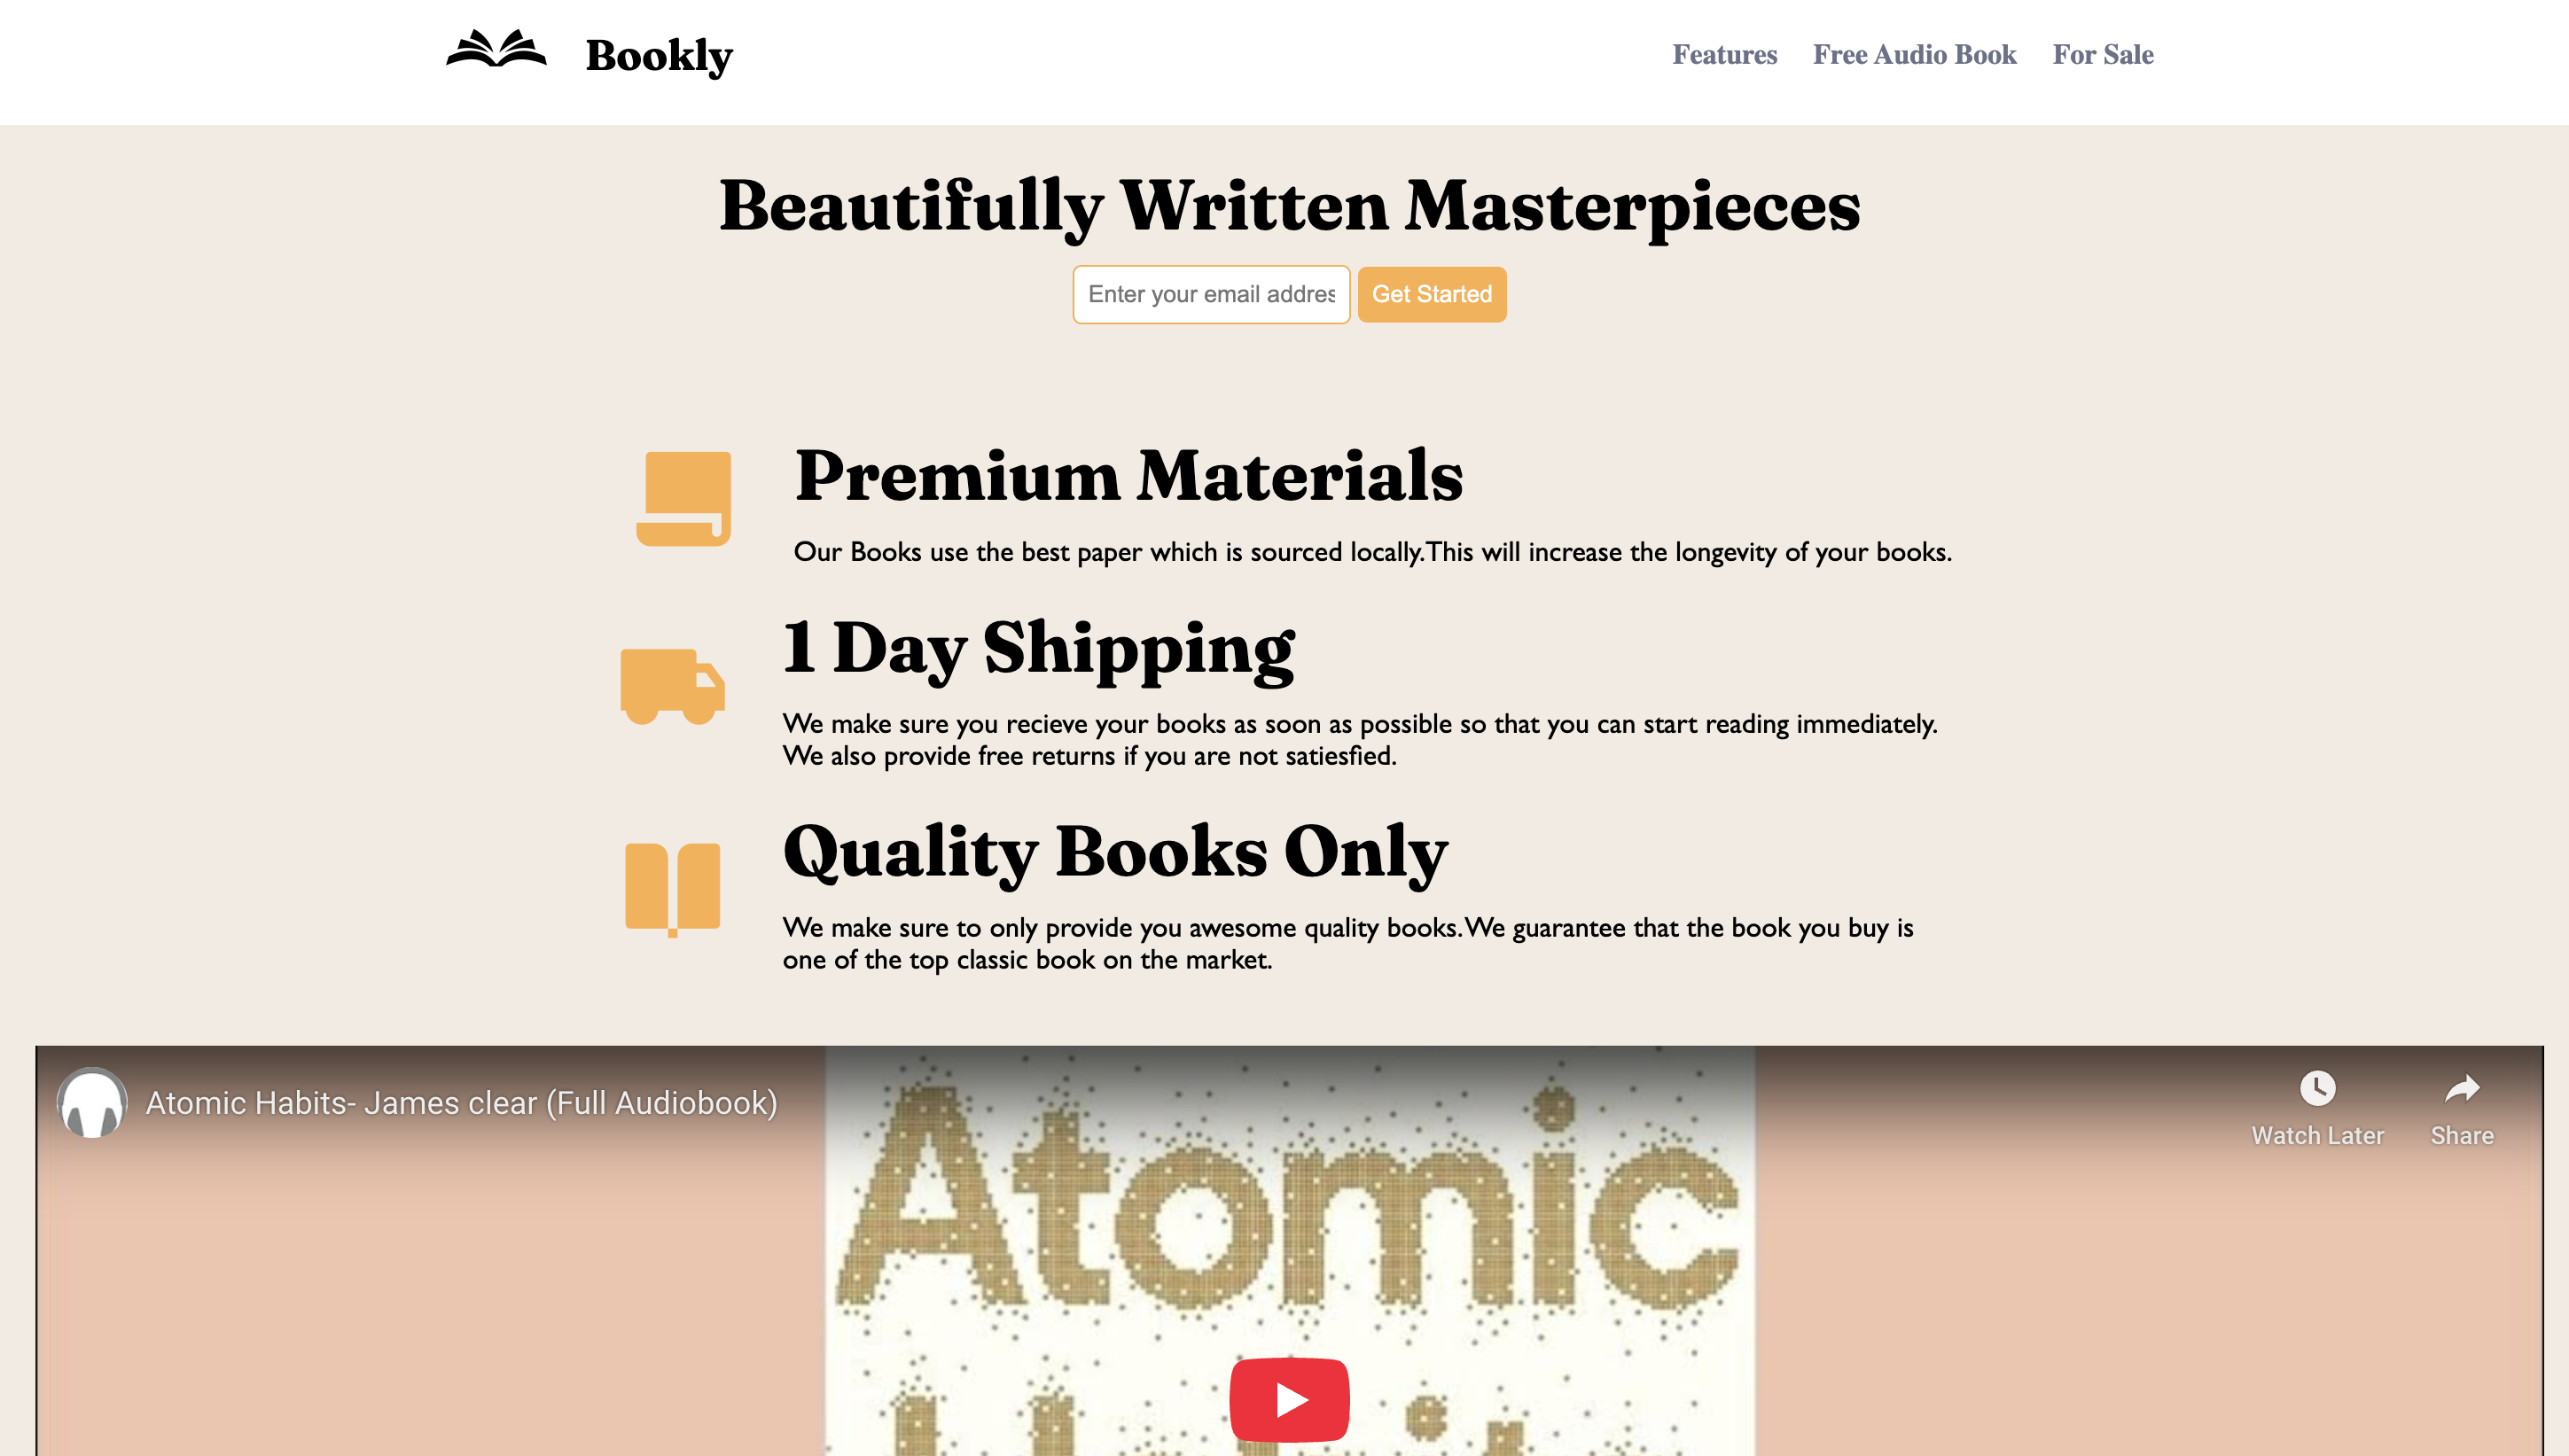 Bookly
Features Free Audio Book For Sale
Beautifully Written Masterpieces
Enter your email addres
Get Started
Premium Materials
Our Books use the best paper which is sourced locally.This will increase the longevity of your books.
1 Day Shipping
We make sure you recieve your books as soon as possible so that you can start reading immediately.
We also provide free returns if you are not satiesfied.
Quality Books Only
We make sure to only provide you awesome quality books.We guarantee that the book you buy is
one of the top classic book on the market.
Atomic Habits- James clear (Full Audiobook)
Watch Later
Share
Atomic